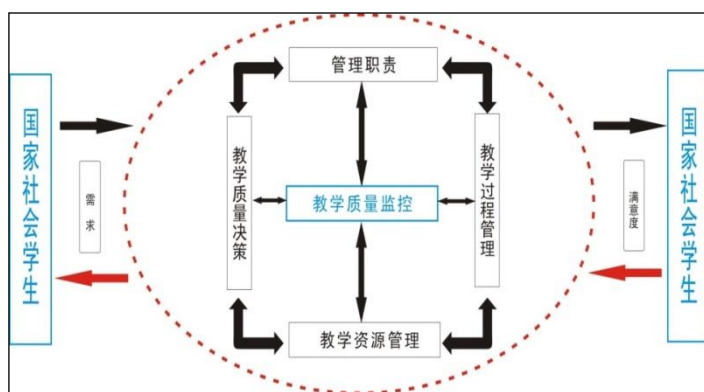 国家社会学生
需求
管理职责
教学质量决策
教学质量监控
教学过程管理
教学资源管理
满意度
国家社会学生